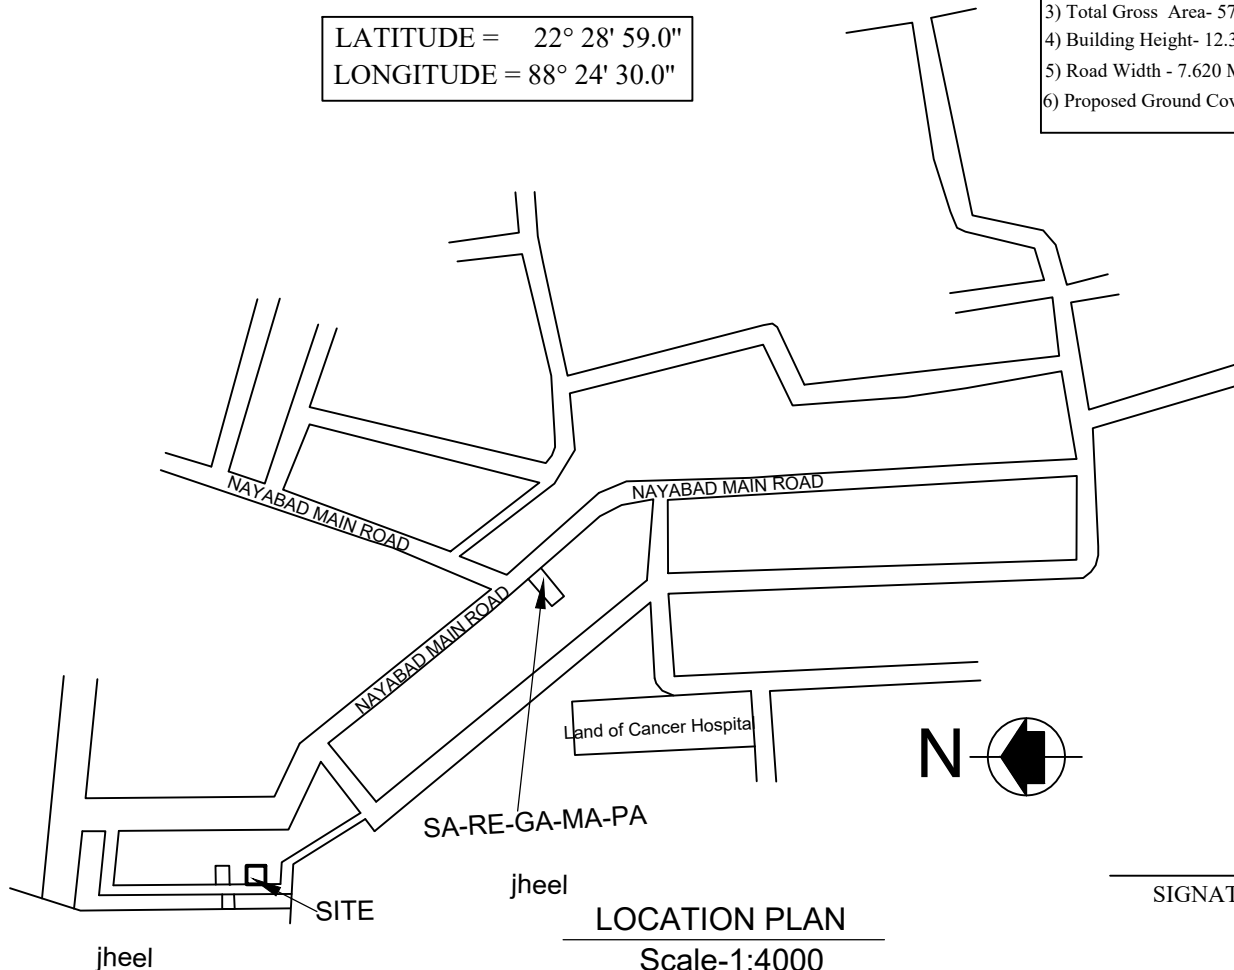 LATITUDE = 22° 28' 59.0"
LONGITUDE = 88° 24' 30.0"
3) Total Gross Area- 57
4) Building Height- 12.3
5) Road Width - 7.620 M
6) Proposed Ground Cov
NAYABAD MAIN ROAD
NAYABAD MAIN ROAD
NAYABAD MAIN ROAD
Land of Cancer Hospital
N
SA-RE-GA-MA-PA
jheel
SITE
jheel
LOCATION PLAN
Scale-1:4000
SIGNAT